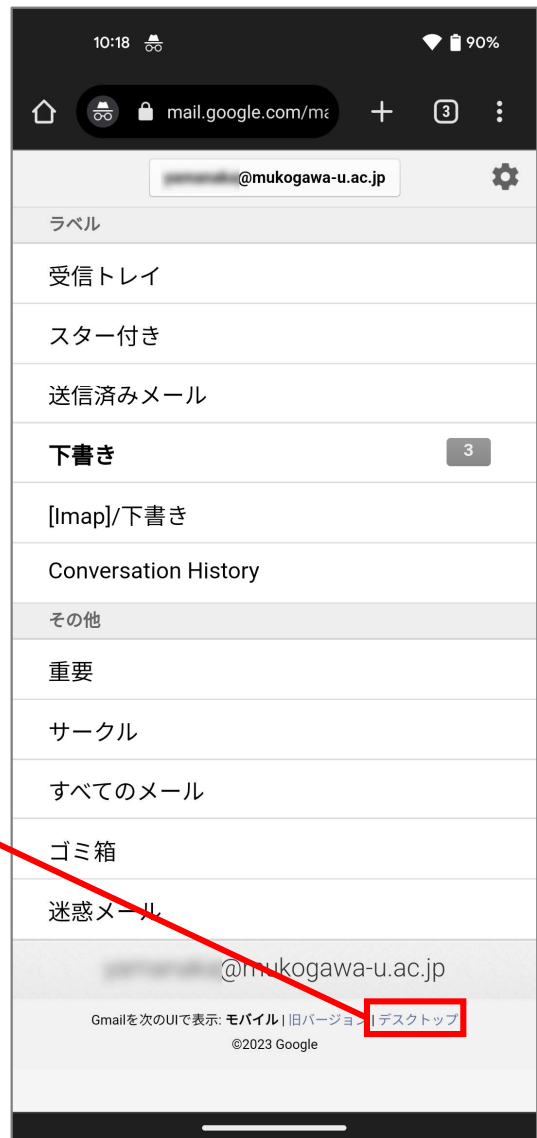 10:18 90%
mail.google.com/ma 3
@mukogawa-u.ac.jp
ラベル
受信トレイ
スター付き
送信済みメール
下書き 3
[Imap]/下書き
Conversation History
その他
重要
サークル
すべてのメール
ゴミ箱
迷惑メール
@mukogawa-u.ac.jp
Gmailを次のUIで表示: モバイル | 旧バージョン | デスクトップ
©2023 Google